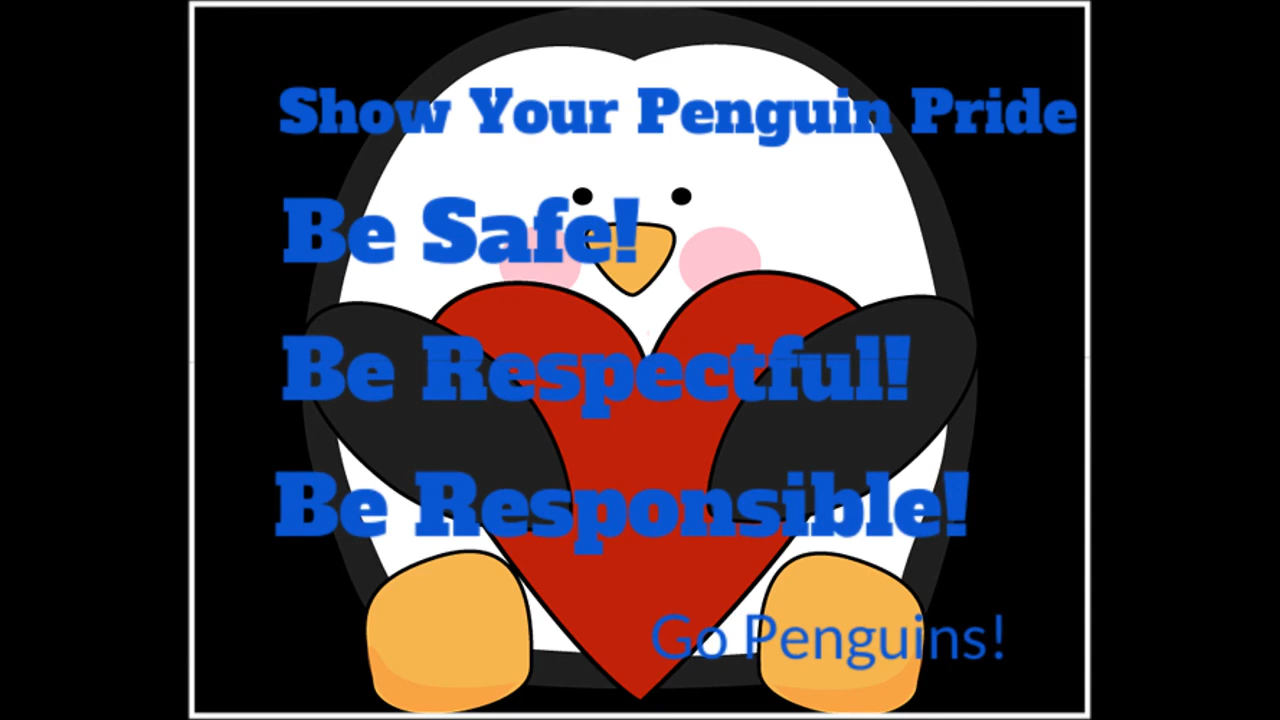 Show Your Penguin Pride
Be Safe!
Be Respectful!
Be Responsible!
Go Penguins!